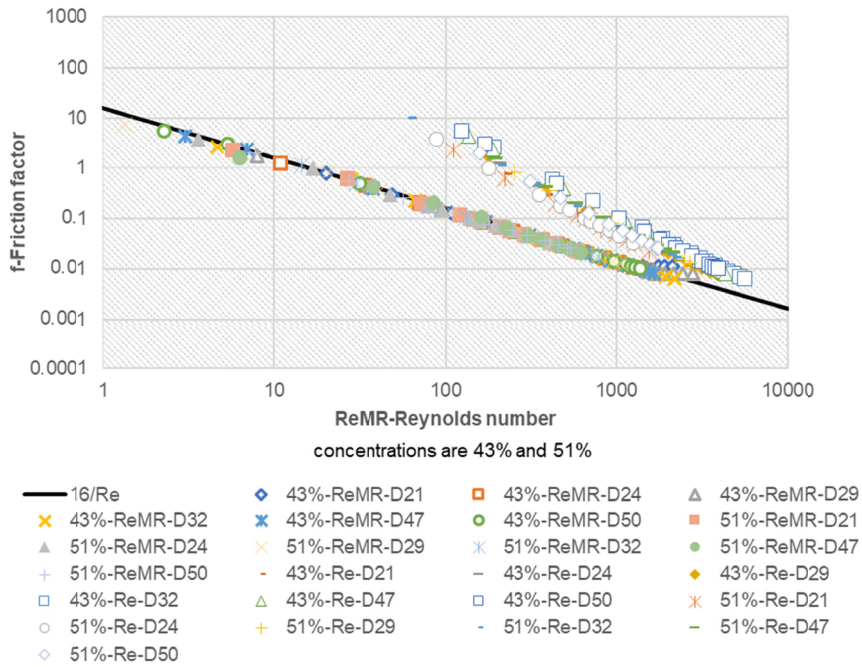 1000
100
10
1
0.1
0.01
0.001
0.0001
f-Friction factor
1 10 100 1000 10000
ReMR-Reynolds number
concentrations are 43% and 51%
16/Re 43%-ReMR-D21 43%-ReMR-D24 43%-ReMR-D29
43%-ReMR-D32 43%-ReMR-D47 43%-ReMR-D50 51%-ReMR-D21
51%-ReMR-D24 51%-ReMR-D29 51%-ReMR-D32 51%-ReMR-D47
51%-ReMR-D50 43%-Re-D21 43%-Re-D24 43%-Re-D29
43%-Re-D32 43%-Re-D47 43%-Re-D50 51%-Re-D21
51%-Re-D24 51%-Re-D29 51%-Re-D32 51%-Re-D47
51%-Re-D50